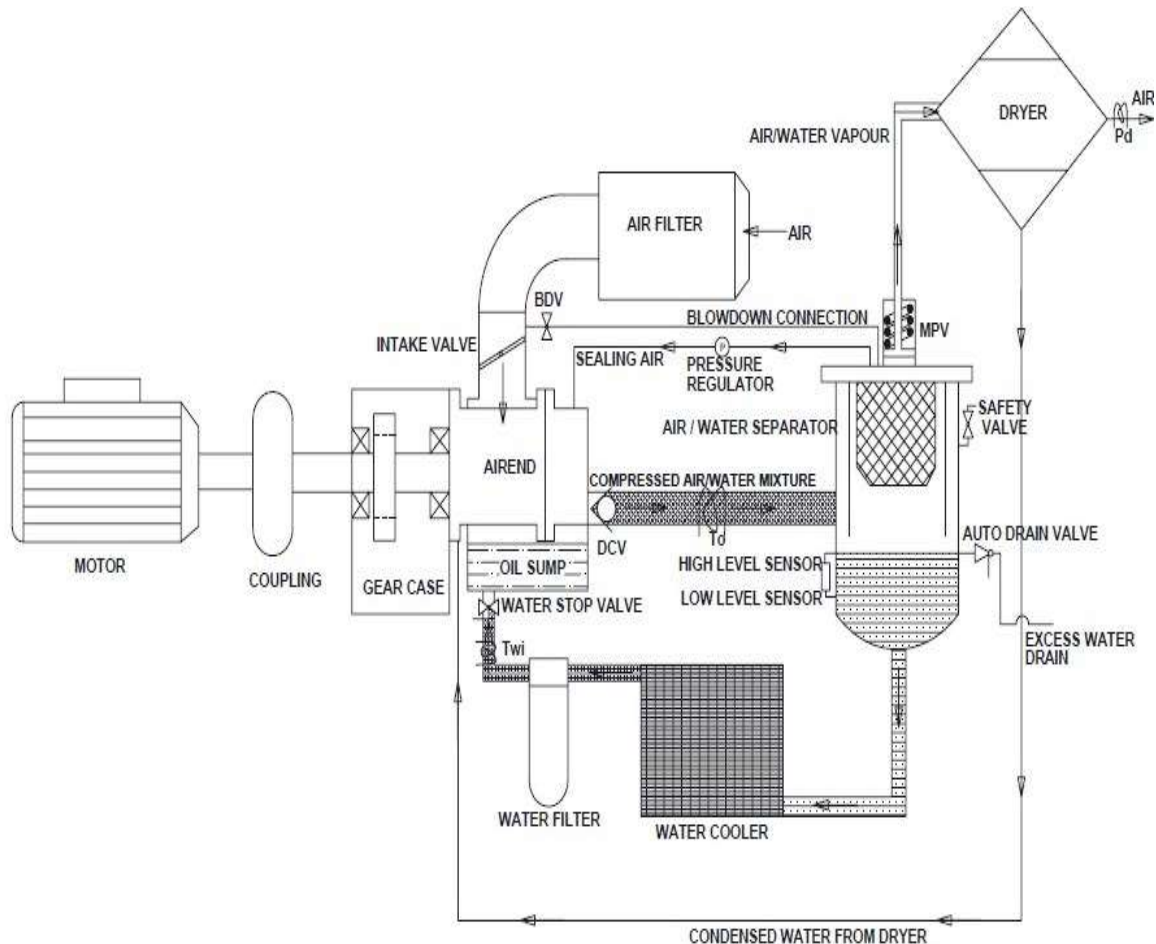 DRYER
AIR
Pd
AIR/WATER VAPOUR
AIR FILTER
AIR
BDV
BLOWDOWN CONNECTION
MPV
INTAKE VALVE
SEALING AIR
P
PRESSURE
REGULATOR
SAFETY
VALVE
AIR / WATER SEPARATOR
AIREND
COMPRESSED AIR/WATER MIXTURE
Td
DCV
AUTO DRAIN VALVE
MOTOR
COUPLING
GEAR CASE
OIL SUMP
HIGH LEVEL SENSOR
LOW LEVEL SENSOR
WATER STOP VALVE
EXCESS WATER
DRAIN
Twi
WATER FILTER
WATER COOLER
CONDENSED WATER FROM DRYER